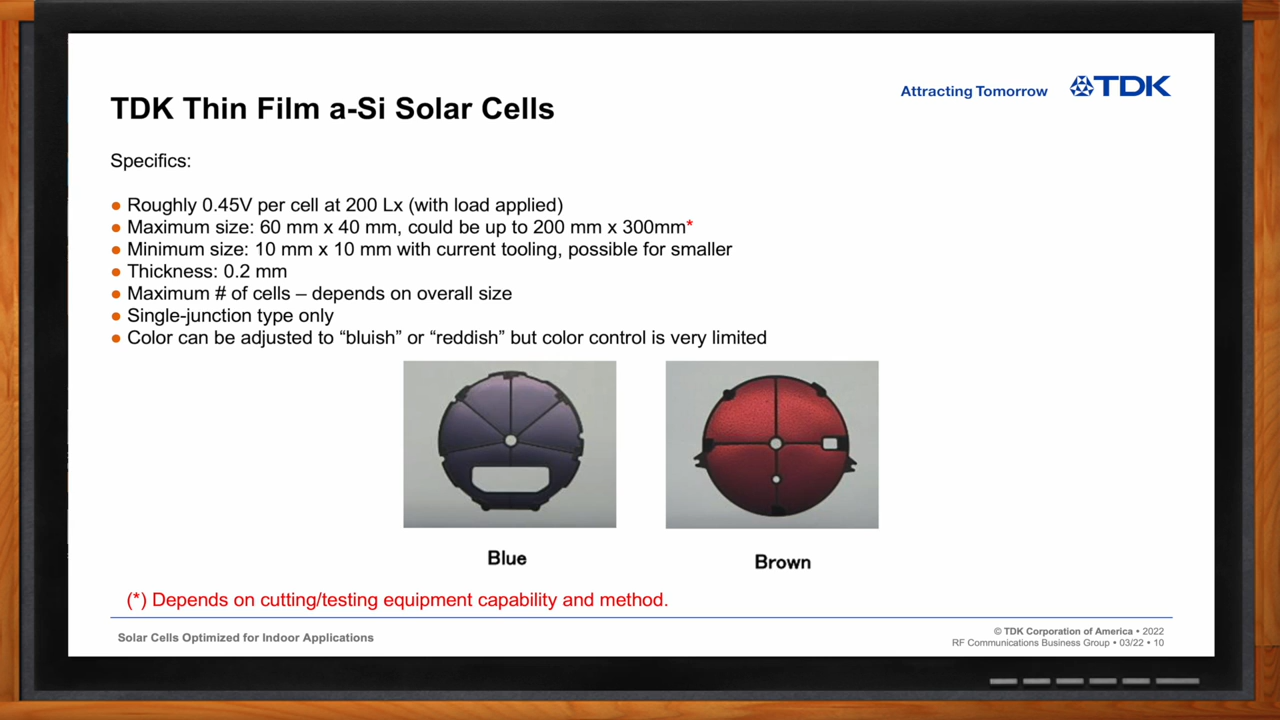 Attracting Tomorrow
TDK
TDK Thin Film a-Si Solar Cells
Specifics:
● Roughly 0.45V per cell at 200 Lx (with load applied)
● Maximum size: 60 mm x 40 mm, could be up to 200 mm x 300mm*
● Minimum size: 10 mm x 10 mm with current tooling, possible for smaller
● Thickness: 0.2 mm
● Maximum # of cells – depends on overall size
● Single-junction type only
● Color can be adjusted to “bluish” or “reddish” but color control is very limited
Blue
Brown
(*) Depends on cutting/testing equipment capability and method.
Solar Cells Optimized for Indoor Applications
© TDK Corporation of America • 2022
RF Communications Business Group • 03/22 • 10